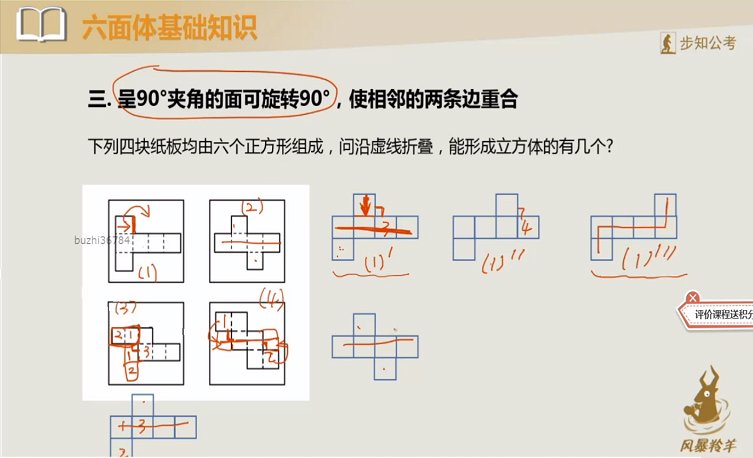 六面体基础知识
步知公考
三. 呈90°夹角的面可旋转90°，使相邻的两条边重合
下列四块纸板均由六个正方形组成，问沿虚线折叠，能形成立方体的有几个?
(2)
7
3
7
4
buzhi36784
(1)
(1)'
(1)''
(1)'''
评价课程送积分
(3)
(4)
2 1
1
1 3
2
2
3
2
风暴羚羊